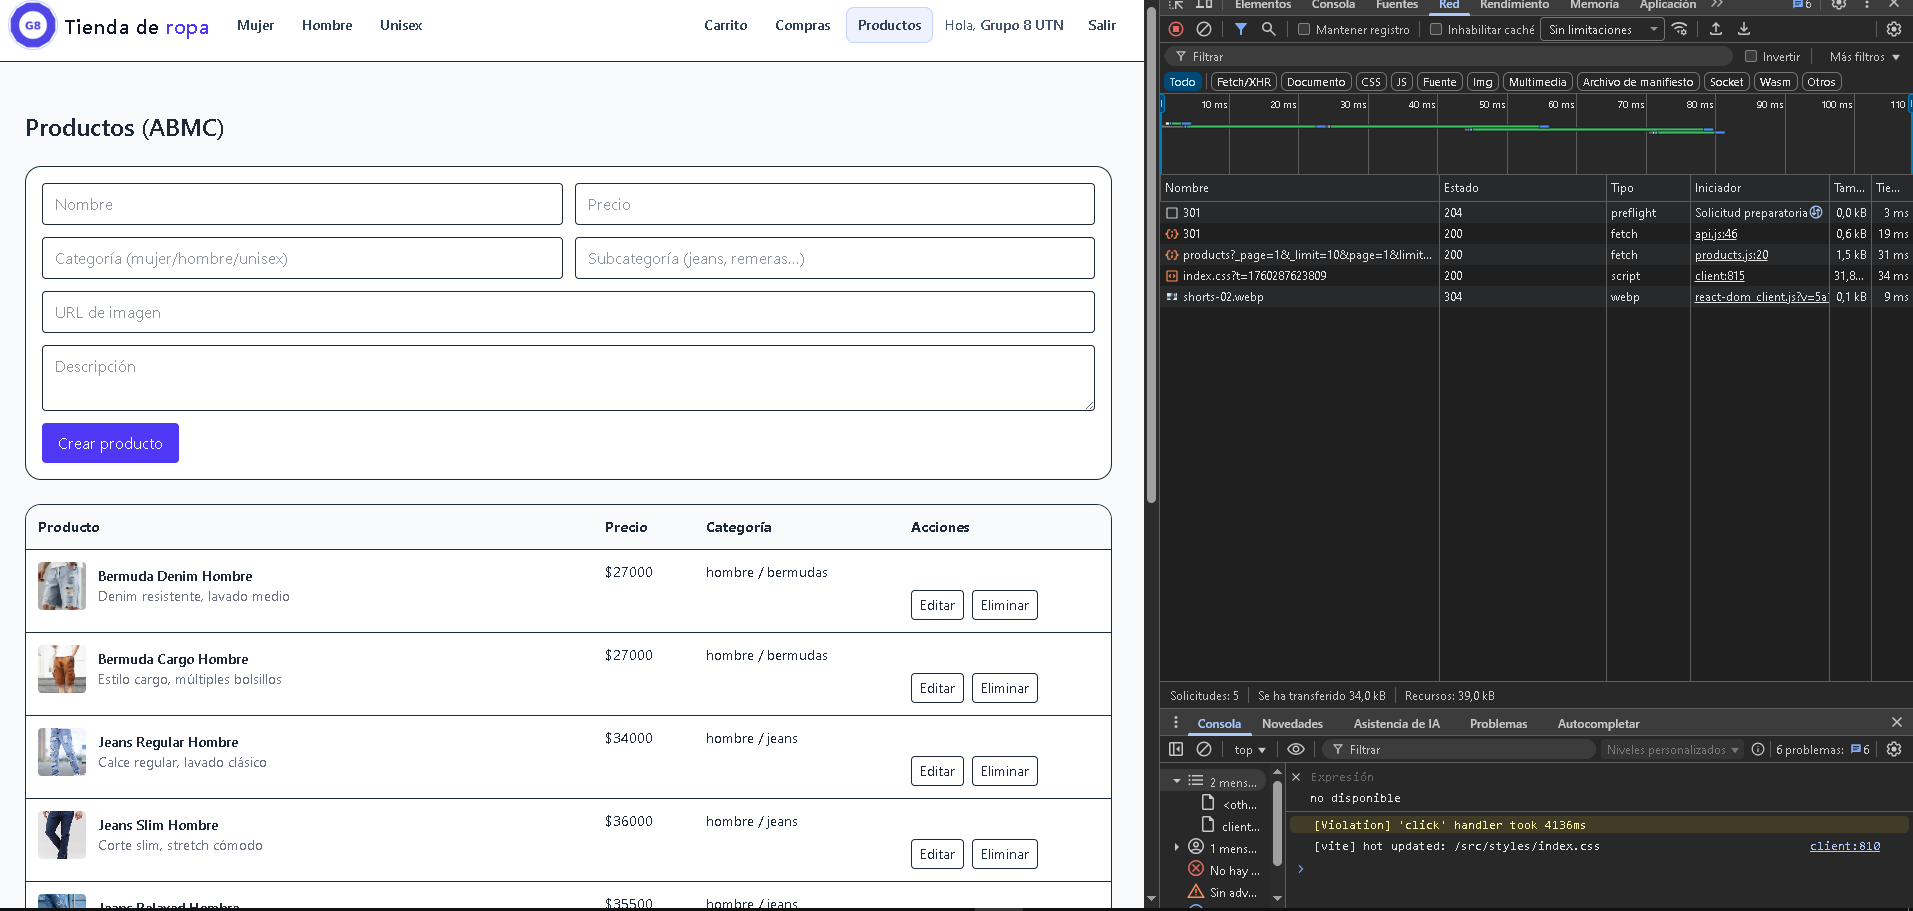 G8 Tienda de ropa Mujer Hombre Unisex Carrito Compras Productos Hola, Grupo 8 UTN Salir
Productos (ABMC)
Nombre Precio
Categoría (mujer/hombre/unisex) Subcategoría (jeans, remeras...)
URL de imagen
Descripción
Crear producto
Producto Precio Categoría Acciones
Bermuda Denim Hombre $27000 hombre / bermudas
Denim resistente, lavado medio
Editar Eliminar
Bermuda Cargo Hombre $27000 hombre / bermudas
Estilo cargo, múltiples bolsillos
Editar Eliminar
Jeans Regular Hombre $34000 hombre / jeans
Calce regular, lavado clásico
Editar Eliminar
Jeans Slim Hombre $36000 hombre / jeans
Corte slim, stretch cómodo
Editar Eliminar
Jeans Relaxed Hombre $35500 hombre / jeans
Elementos Consola Fuentes Red Rendimiento Memoria Aplicación 6
Mantener registro Inhabilitar caché Sin limitaciones
Filtrar Invertir Más filtros
Todo Fetch/XHR Documento CSS JS Fuente Img Multimedia Archivo de manifiesto Socket Wasm Otros
10 ms 20 ms 30 ms 40 ms 50 ms 60 ms 70 ms 80 ms 90 ms 100 ms 110
Nombre Estado Tipo Iniciador Tam... Tie...
301 204 preflight Solicitud preparatoria 0,0 kB 3 ms
301 200 fetch api.js:46 0,6 kB 19 ms
products?_page=1&_limit=10&page=1&limit... 200 fetch products.js:20 1,5 kB 31 ms
index.css?t=1760287623809 200 script client:815 31,8... 34 ms
shorts-02.webp 304 webp react-dom_client.js?v=5a 0,1 kB 9 ms
Solicitudes: 5 Se ha transferido 34,0 kB Recursos: 39,0 kB
Consola Novedades Asistencia de IA Problemas Autocompletar
top Filtrar Niveles personalizados 6 problemas: 6
2 mens...
<oth...
client...
1 mens...
No hay ...
Sin adv...
Expresión
no disponible
[Violation] 'click' handler took 4136ms
[vite] hot updated: /src/styles/index.css client:810